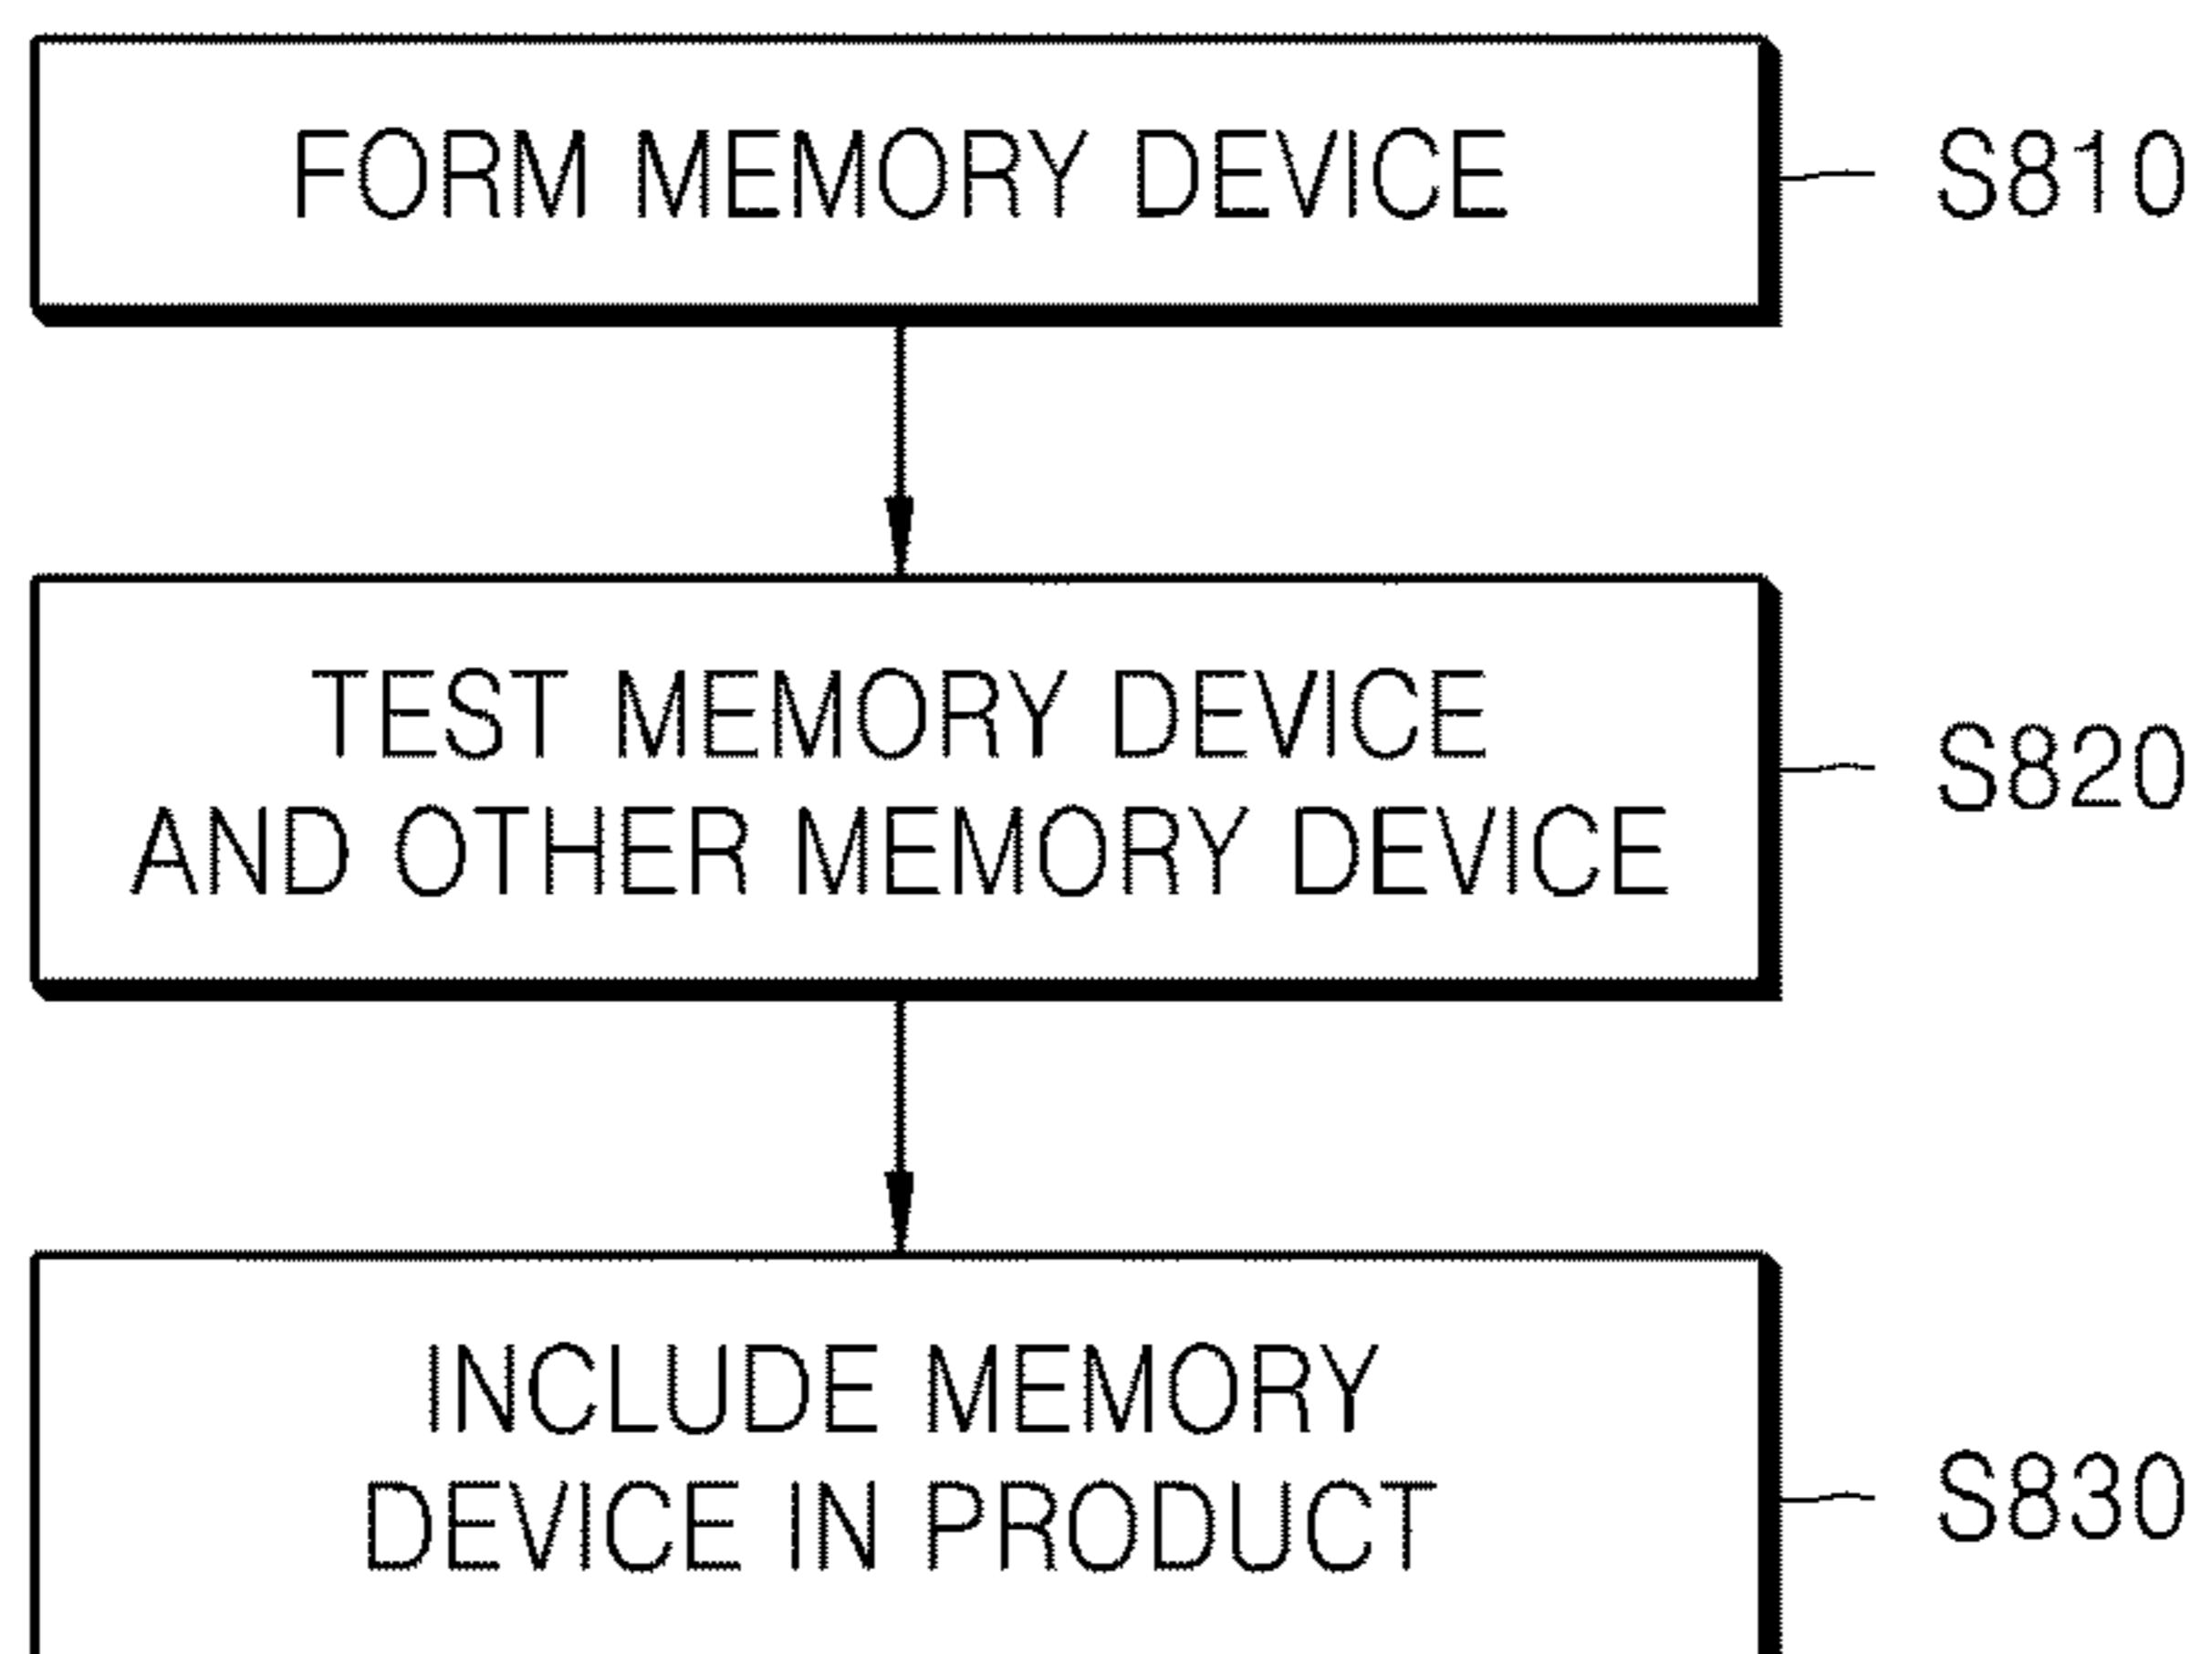 FORM MEMORY DEVICE
S810
TEST MEMORY DEVICE
AND OTHER MEMORY DEVICE
S820
INCLUDE MEMORY
DEVICE IN PRODUCT
S830